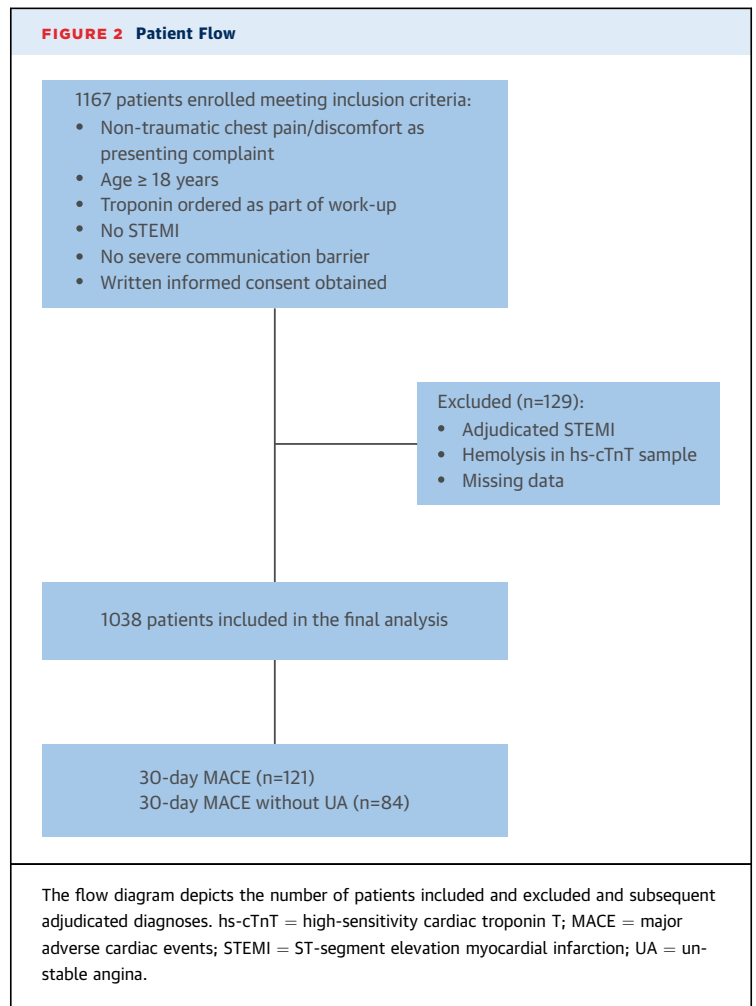 FIGURE 2 Patient Flow
1167 patients enrolled meeting inclusion criteria:
• Non-traumatic chest pain/discomfort as
presenting complaint
• Age ≥ 18 years
• Troponin ordered as part of work-up
• No STEMI
• No severe communication barrier
• Written informed consent obtained
Excluded (n=129):
• Adjudicated STEMI
• Hemolysis in hs-cTnT sample
• Missing data
1038 patients included in the final analysis
30-day MACE (n=121)
30-day MACE without UA (n=84)
The flow diagram depicts the number of patients included and excluded and subsequent
adjudicated diagnoses. hs-cTnT = high-sensitivity cardiac troponin T; MACE = major
adverse cardiac events; STEMI = ST-segment elevation myocardial infarction; UA = un-
stable angina.